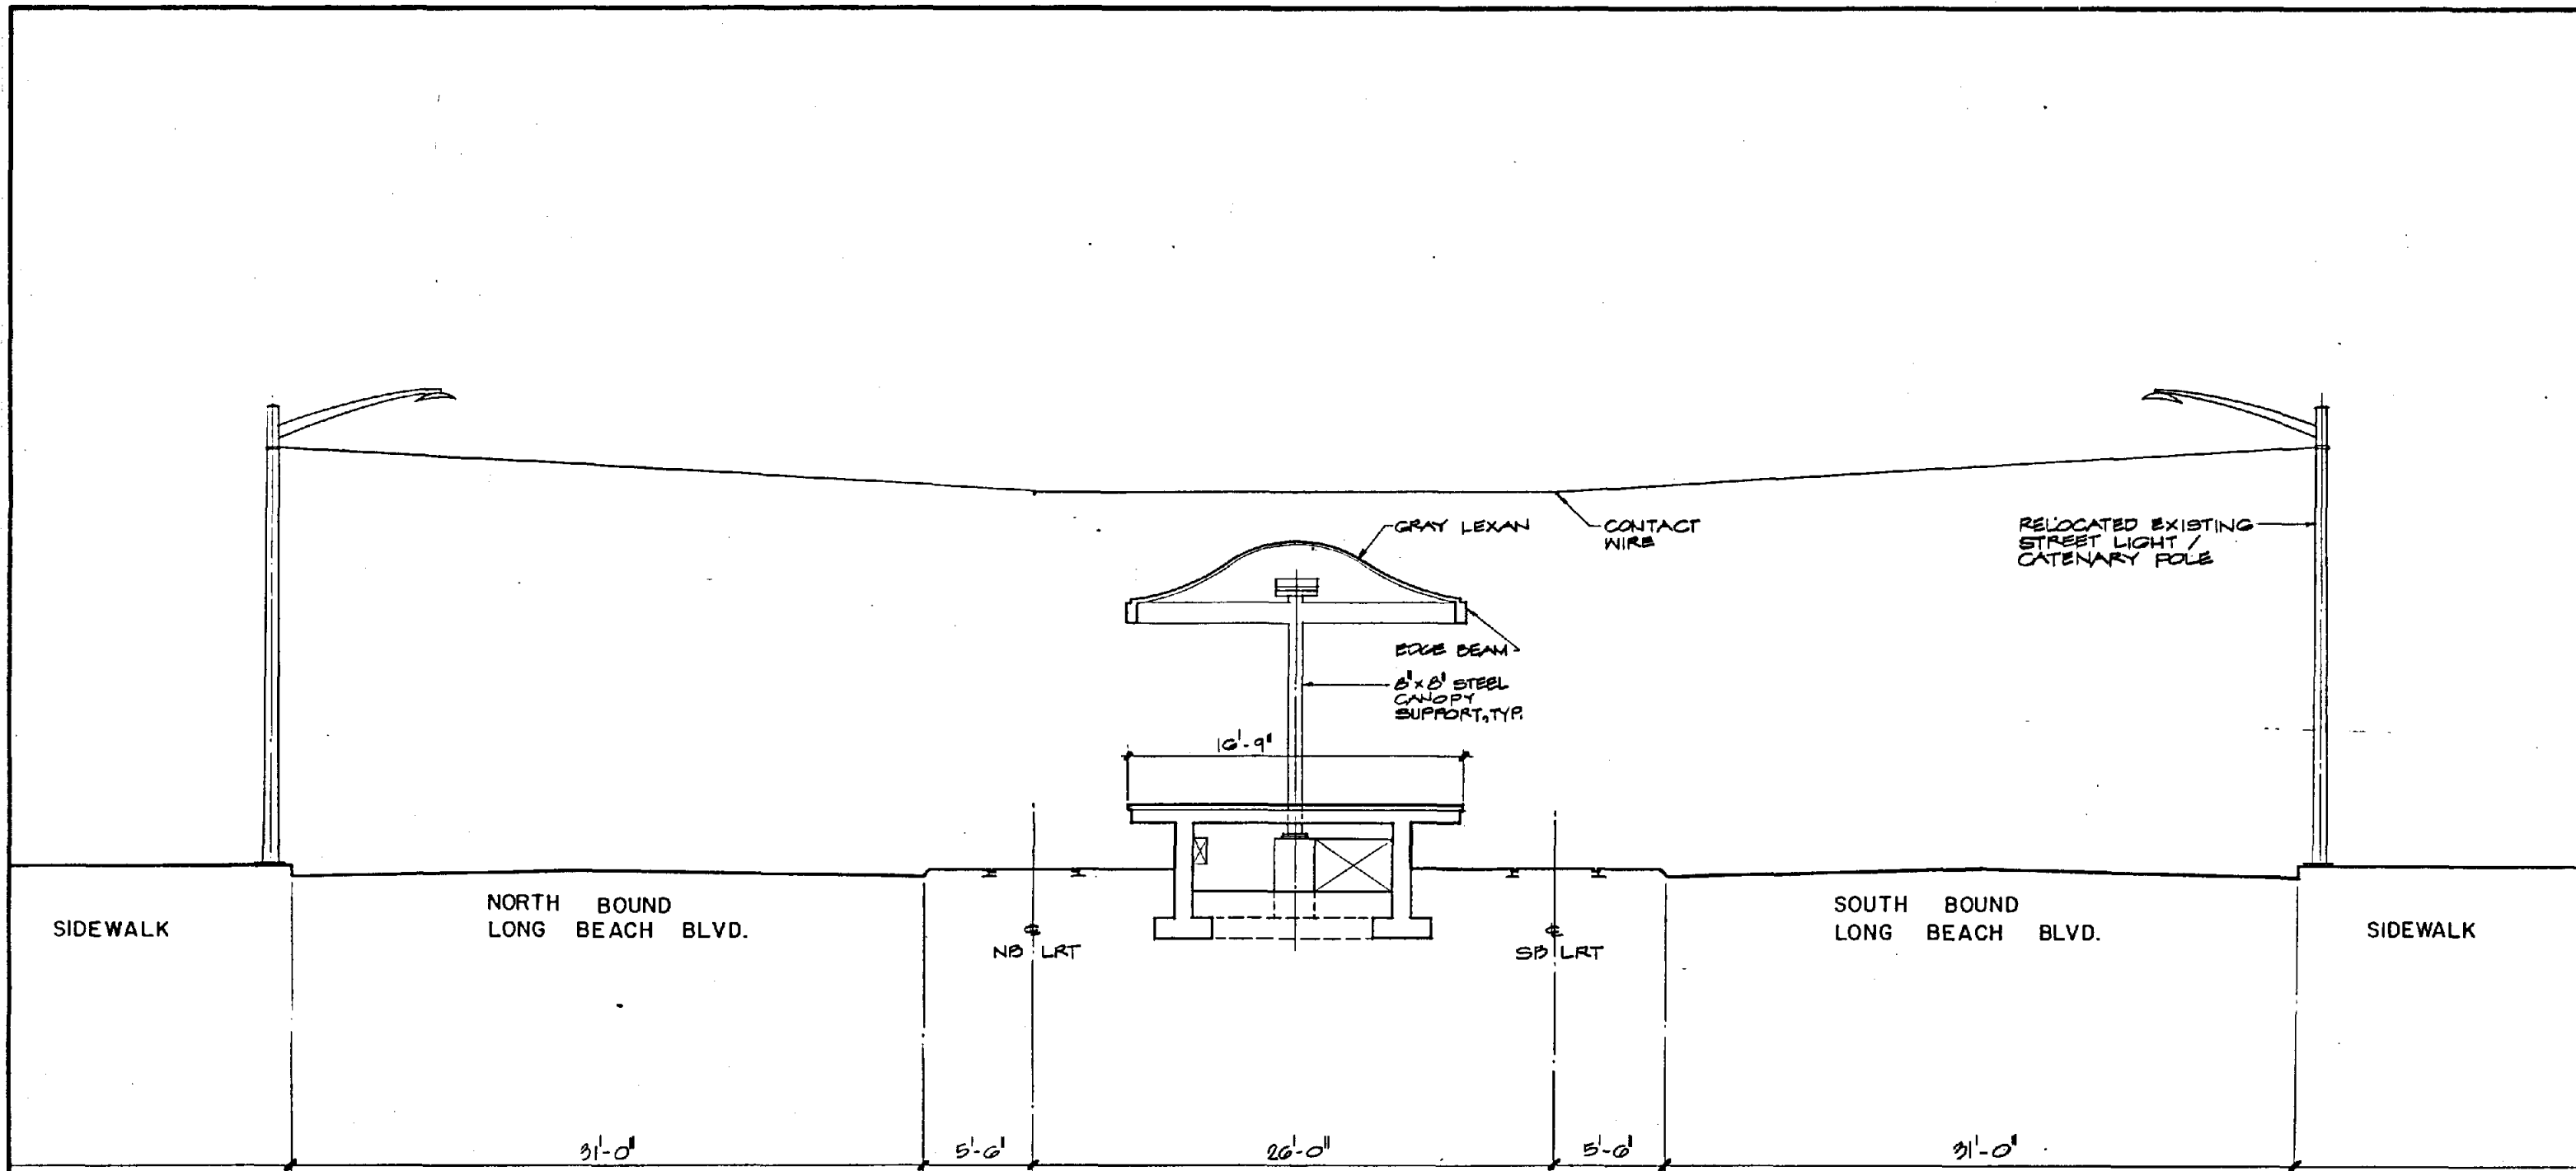 GRAY LEXAN
CONTACT
WIRE
RELOCATED EXISTING
STREET LIGHT /
CATENARY POLE
EDGE BEAM
8"x8" STEEL
CANOPY
SUPPORT, TYP.
16'-9"
NORTH BOUND
LONG BEACH BLVD.
SOUTH BOUND
LONG BEACH BLVD.
SIDEWALK
SIDEWALK
℄
NB LRT
℄
SB LRT
31'-0"
5'-6"
26'-0"
5'-6"
31'-0"